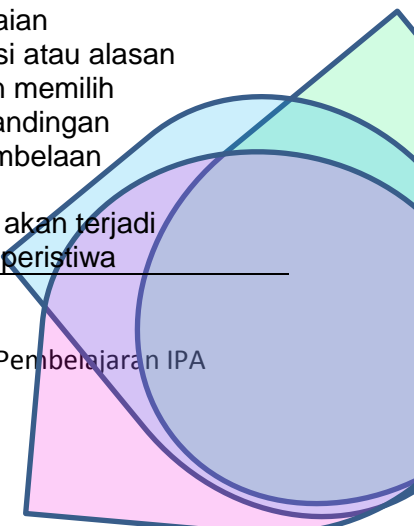 aian
si atau alasan
n memilih
andingan
mbelaan
akan terjadi
peristiwa
Pembelajaran IPA